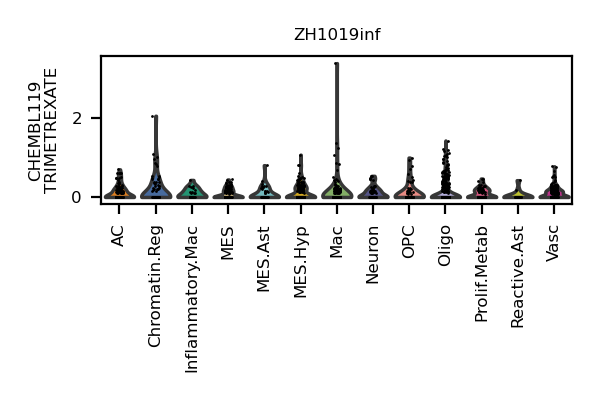 ZH1019inf
CHEMBL119
TRIMETREXATE
2
0
AC
Chromatin.Reg
Inflammatory.Mac
MES
MES.Ast
MES.Hyp
Mac
Neuron
OPC
Oligo
Prolif.Metab
Reactive.Ast
Vasc